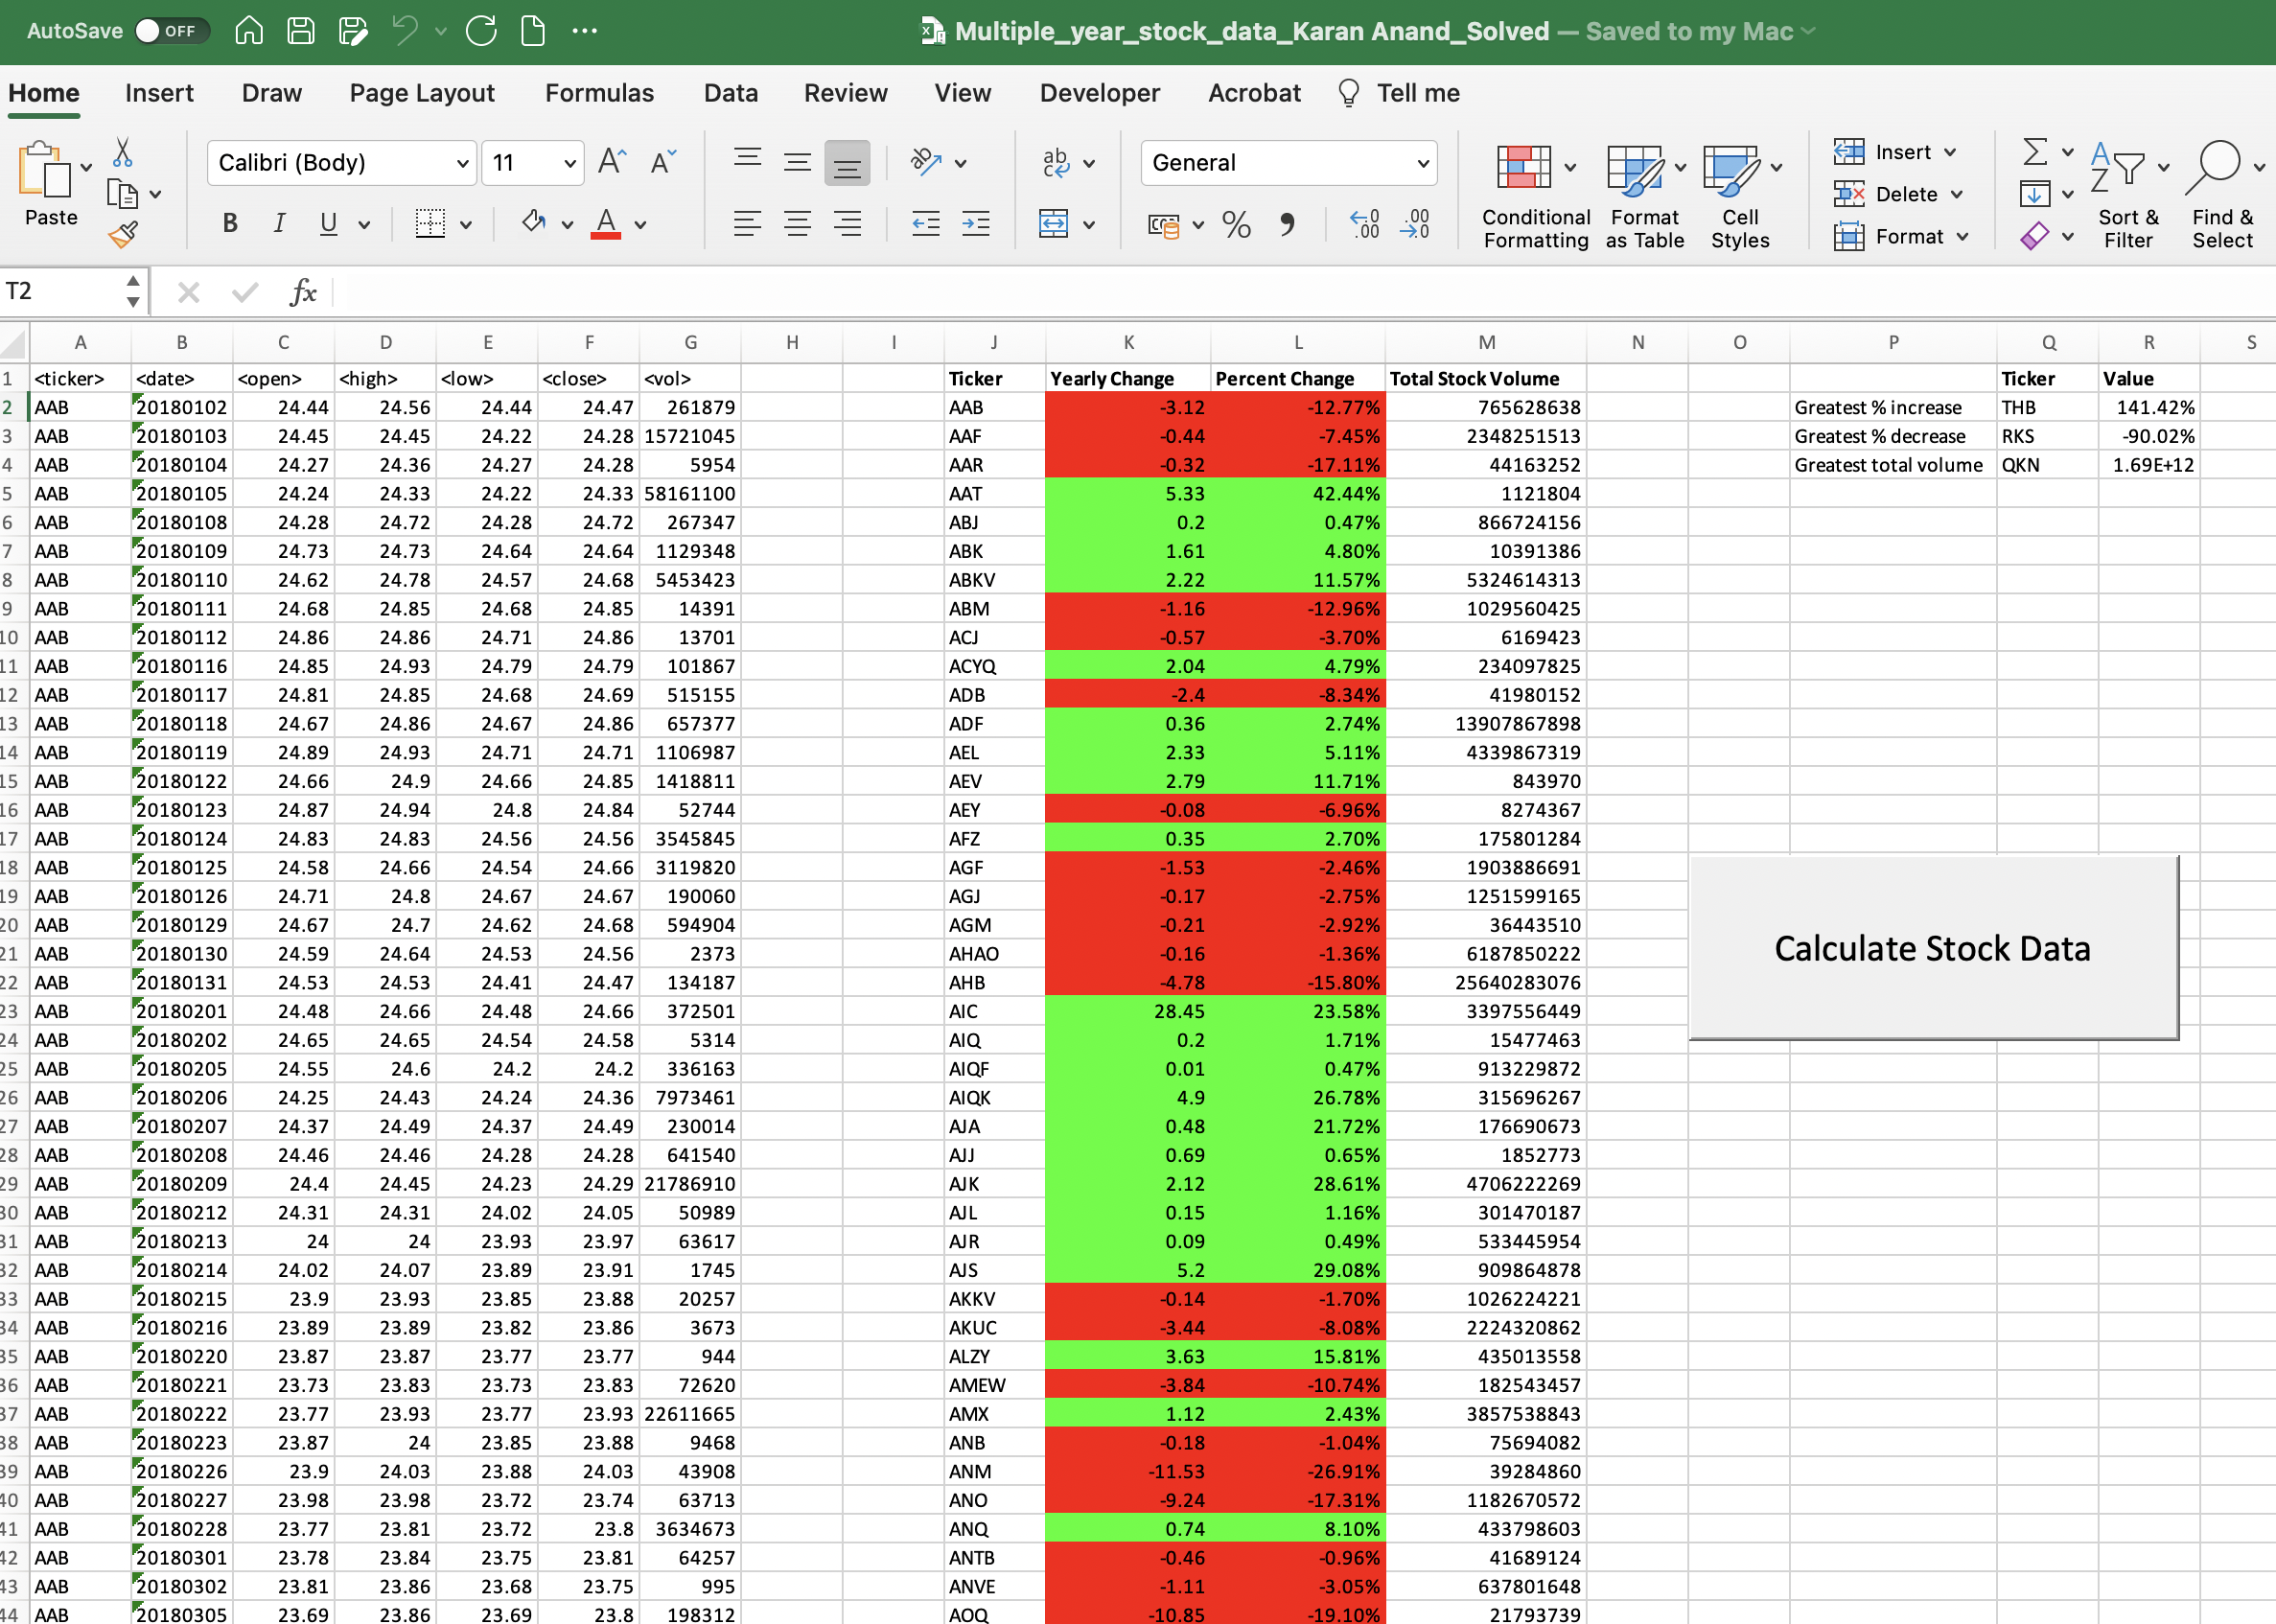 AutoSave OFF Multiple_year_stock_data_Karan Anand_Solved — Saved to my Mac
Home Insert Draw Page Layout Formulas Data Review View Developer Acrobat Tell me
Paste Calibri (Body) 11 General Conditional Formatting Format as Table Cell Styles Insert Delete Format Sort & Filter Find & Select
T2 fx
A B C D E F G H I J K L M N O P Q R S
1 <ticker> <date> <open> <high> <low> <close> <vol> Ticker Yearly Change Percent Change Total Stock Volume Ticker Value
2 AAB 20180102 24.44 24.56 24.44 24.47 261879 AAB -3.12 -12.77% 765628638 Greatest % increase THB 141.42%
3 AAB 20180103 24.45 24.45 24.22 24.28 15721045 AAF -0.44 -7.45% 2348251513 Greatest % decrease RKS -90.02%
4 AAB 20180104 24.27 24.36 24.27 24.28 5954 AAR -0.32 -17.11% 44163252 Greatest total volume QKN 1.69E+12
5 AAB 20180105 24.24 24.33 24.22 24.33 58161100 AAT 5.33 42.44% 1121804
6 AAB 20180108 24.28 24.72 24.28 24.72 267347 ABJ 0.2 0.47% 866724156
7 AAB 20180109 24.73 24.73 24.64 24.64 1129348 ABK 1.61 4.80% 10391386
8 AAB 20180110 24.62 24.78 24.57 24.68 5453423 ABKV 2.22 11.57% 5324614313
9 AAB 20180111 24.68 24.85 24.68 24.85 14391 ABM -1.16 -12.96% 1029560425
10 AAB 20180112 24.86 24.86 24.71 24.86 13701 ACJ -0.57 -3.70% 6169423
11 AAB 20180116 24.85 24.93 24.79 24.79 101867 ACYQ 2.04 4.79% 234097825
12 AAB 20180117 24.81 24.85 24.68 24.69 515155 ADB -2.4 -8.34% 41980152
13 AAB 20180118 24.67 24.86 24.67 24.86 657377 ADF 0.36 2.74% 13907867898
14 AAB 20180119 24.89 24.93 24.71 24.71 1106987 AEL 2.33 5.11% 4339867319
15 AAB 20180122 24.66 24.9 24.66 24.85 1418811 AEV 2.79 11.71% 843970
16 AAB 20180123 24.87 24.94 24.8 24.84 52744 AEY -0.08 -6.96% 8274367
17 AAB 20180124 24.83 24.83 24.56 24.56 3545845 AFZ 0.35 2.70% 175801284
18 AAB 20180125 24.58 24.66 24.54 24.66 3119820 AGF -1.53 -2.46% 1903886691
19 AAB 20180126 24.71 24.8 24.67 24.67 190060 AGJ -0.17 -2.75% 1251599165
20 AAB 20180129 24.67 24.7 24.62 24.68 594904 AGM -0.21 -2.92% 36443510
21 AAB 20180130 24.59 24.64 24.53 24.56 2373 AHAO -0.16 -1.36% 6187850222 Calculate Stock Data
22 AAB 20180131 24.53 24.53 24.41 24.47 134187 AHB -4.78 -15.80% 25640283076
23 AAB 20180201 24.48 24.66 24.48 24.66 372501 AIC 28.45 23.58% 3397556449
24 AAB 20180202 24.65 24.65 24.54 24.58 5314 AIQ 0.2 1.71% 15477463
25 AAB 20180205 24.55 24.6 24.2 24.2 336163 AIQF 0.01 0.47% 913229872
26 AAB 20180206 24.25 24.43 24.24 24.36 7973461 AIQK 4.9 26.78% 315696267
27 AAB 20180207 24.37 24.49 24.37 24.49 230014 AJA 0.48 21.72% 176690673
28 AAB 20180208 24.46 24.46 24.28 24.28 641540 AJJ 0.69 0.65% 1852773
29 AAB 20180209 24.4 24.45 24.23 24.29 21786910 AJK 2.12 28.61% 4706222269
30 AAB 20180212 24.31 24.31 24.02 24.05 50989 AJL 0.15 1.16% 301470187
31 AAB 20180213 24 24 23.93 23.97 63617 AJR 0.09 0.49% 533445954
32 AAB 20180214 24.02 24.07 23.89 23.91 1745 AJS 5.2 29.08% 909864878
33 AAB 20180215 23.9 23.93 23.85 23.88 20257 AKKV -0.14 -1.70% 1026224221
34 AAB 20180216 23.89 23.89 23.82 23.86 3673 AKUC -3.44 -8.08% 2224320862
35 AAB 20180220 23.87 23.87 23.77 23.77 944 ALZY 3.63 15.81% 435013558
36 AAB 20180221 23.73 23.83 23.73 23.83 72620 AMEW -3.84 -10.74% 182543457
37 AAB 20180222 23.77 23.93 23.77 23.93 22611665 AMX 1.12 2.43% 3857538843
38 AAB 20180223 23.87 24 23.85 23.88 9468 ANB -0.18 -1.04% 75694082
39 AAB 20180226 23.9 24.03 23.88 24.03 43908 ANM -11.53 -26.91% 39284860
40 AAB 20180227 23.98 23.98 23.72 23.74 63713 ANO -9.24 -17.31% 1182670572
41 AAB 20180228 23.77 23.81 23.72 23.8 3634673 ANQ 0.74 8.10% 433798603
42 AAB 20180301 23.78 23.84 23.75 23.81 64257 ANTB -0.46 -0.96% 41689124
43 AAB 20180302 23.81 23.86 23.68 23.75 995 ANVE -1.11 -3.05% 637801648
44 AAB 20180305 23.69 23.86 23.69 23.8 198312 AOQ -10.85 -19.10% 21793739